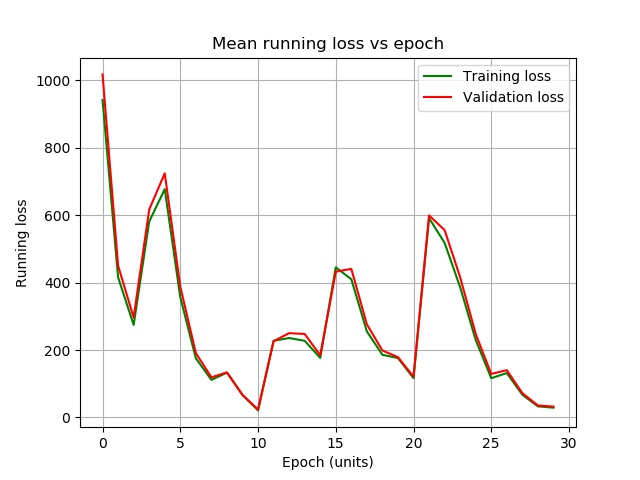 Mean running loss vs epoch
Training loss
Validation loss
1000
800
600
400
200
0
Running loss
0 5 10 15 20 25 30
Epoch (units)